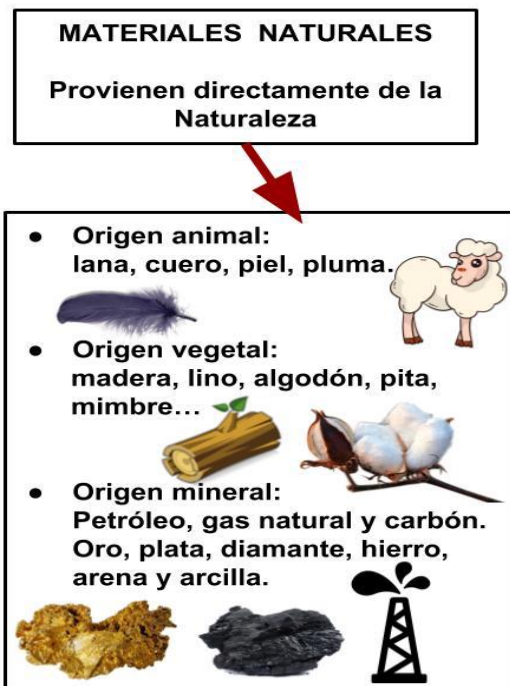 MATERIALES NATURALES
Provienen directamente de la
Naturaleza
● Origen animal:
lana, cuero, piel, pluma.
● Origen vegetal:
madera, lino, algodón, pita,
mimbre...
● Origen mineral:
Petróleo, gas natural y carbón.
Oro, plata, diamante, hierro,
arena y arcilla.